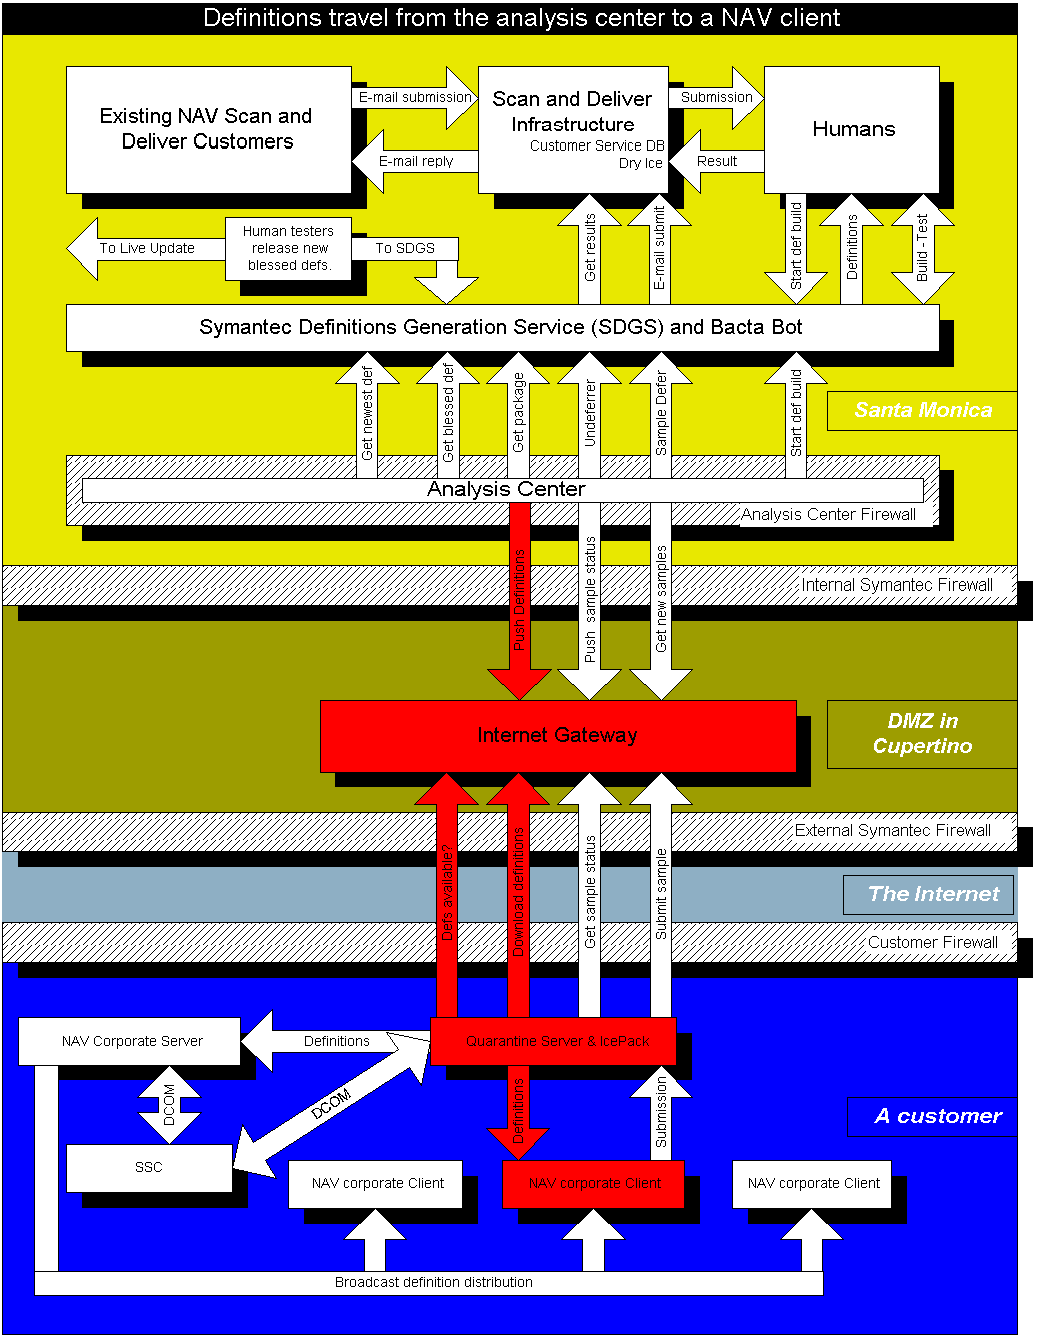 Definitions travel from the analysis center to a NAV client
Existing NAV Scan and
Deliver Customers
E-mail submission
E-mail reply
Scan and Deliver
Infrastructure
Customer Service DB
Dry Ice
Submission
Result
Humans
To Live Update
Human testers
release new
blessed defs.
To SDGS
Get results
E-mail submit
Start def build
Definitions
Build - Test
Symantec Definitions Generation Service (SDGS) and Bacta Bot
Get newest def
Get blessed def
Get package
Undeferrer
Sample Defer
Start def build
Santa Monica
Analysis Center
Analysis Center Firewall
Push Definitions
Push sample status
Get new samples
Internal Symantec Firewall
Internet Gateway
DMZ in
Cupertino
External Symantec Firewall
Defs available?
Download definitions
Get sample status
Submit sample
The Internet
Customer Firewall
NAV Corporate Server
Definitions
Quarantine Server & IcePack
DCOM
DCOM
Definitions
Submission
A customer
SSC
NAV corporate Client
NAV corporate Client
NAV corporate Client
Broadcast definition distribution